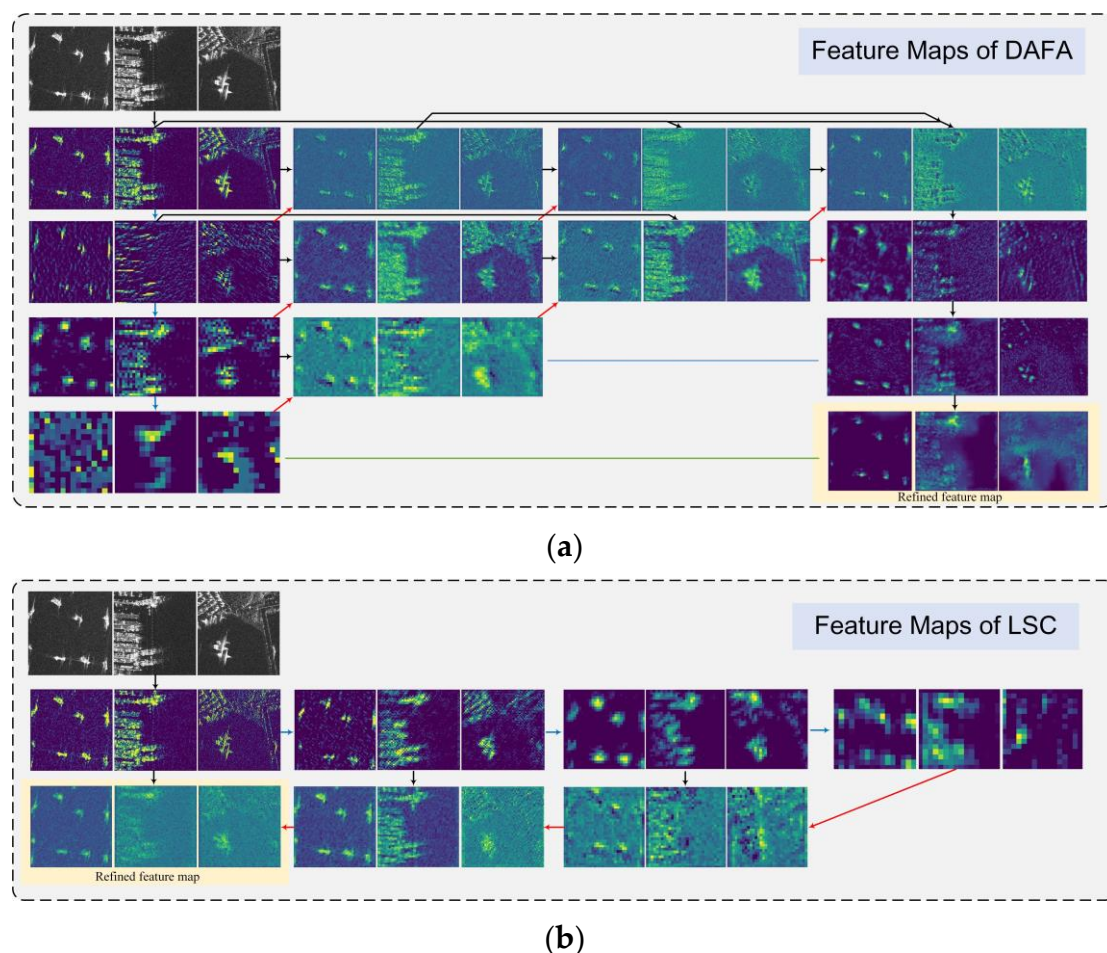 Feature Maps of DAFA
Refined feature map
(a)
Feature Maps of LSC
Refined feature map
(b)